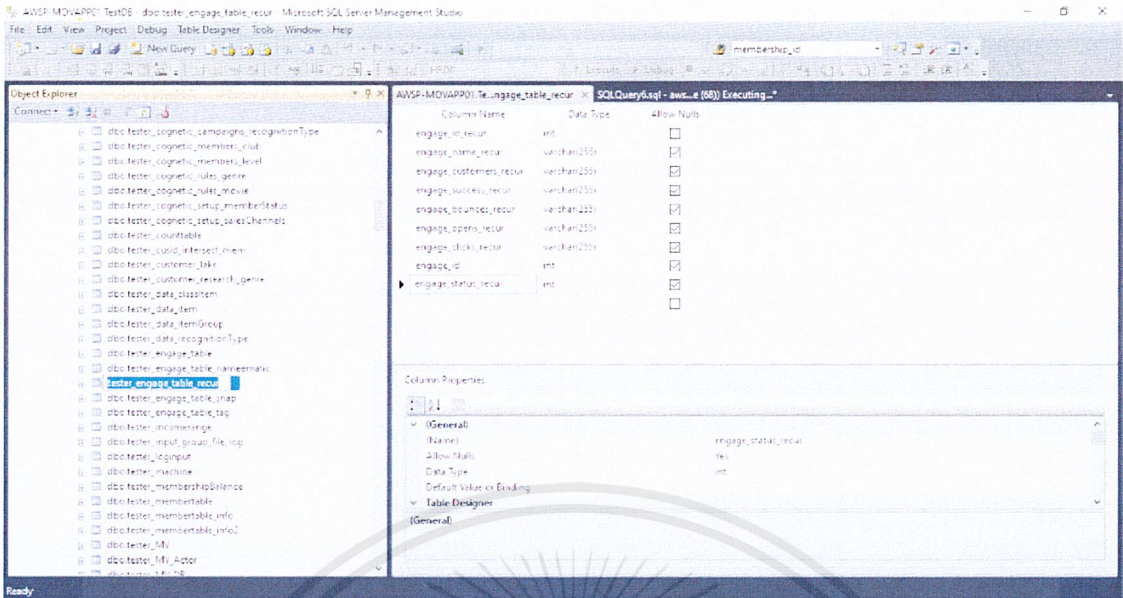 AWSP-MOVAPP01.TestDB - dbo.tester_engage_table_recur - Microsoft SQL Server Management Studio
File Edit View Project Debug Table Designer Tools Window Help
New Query
membership_id
Execute Debug
Object Explorer
Connect
dbo.tester_cognetic_campaigns_recognitionType
dbo.tester_cognetic_members_club
dbo.tester_cognetic_members_level
dbo.tester_cognetic_rules_genre
dbo.tester_cognetic_rules_movie
dbo.tester_cognetic_setup_memberStatus
dbo.tester_cognetic_setup_salesChannels
dbo.tester_counttable
dbo.tester_cusid_intersect_mem
dbo.tester_customer_lake
dbo.tester_customer_research_genre
dbo.tester_data_classitem
dbo.tester_data_item
dbo.tester_data_itemGroup
dbo.tester_data_recognitionType
dbo.tester_engage_table
dbo.tester_engage_table_nameematic
tester_engage_table_recur
dbo.tester_engage_table_snap
dbo.tester_engage_table_tag
dbo.tester_incomerange
dbo.tester_input_group_file_log
dbo.tester_loginput
dbo.tester_machine
dbo.tester_membershipBalance
dbo.tester_membertable
dbo.tester_membertable_info
dbo.tester_membertable_info2
dbo.tester_MV
dbo.tester_MV_Actor
AWSP-MOVAPP01.Te...ngage_table_recur
SQLQuery6.sql - aws...e (68)) Executing...*
Column Name Data Type Allow Nulls
engage_id_recur int
engage_name_recur varchar(255)
engage_customers_recur varchar(255)
engage_success_recur varchar(255)
engage_bounces_recur varchar(255)
engage_opens_recur varchar(255)
engage_clicks_recur varchar(255)
engage_id int
engage_status_recur int
Column Properties
(General)
(Name) engage_status_recur
Allow Nulls Yes
Data Type int
Default Value or Binding
Table Designer
(General)
Ready